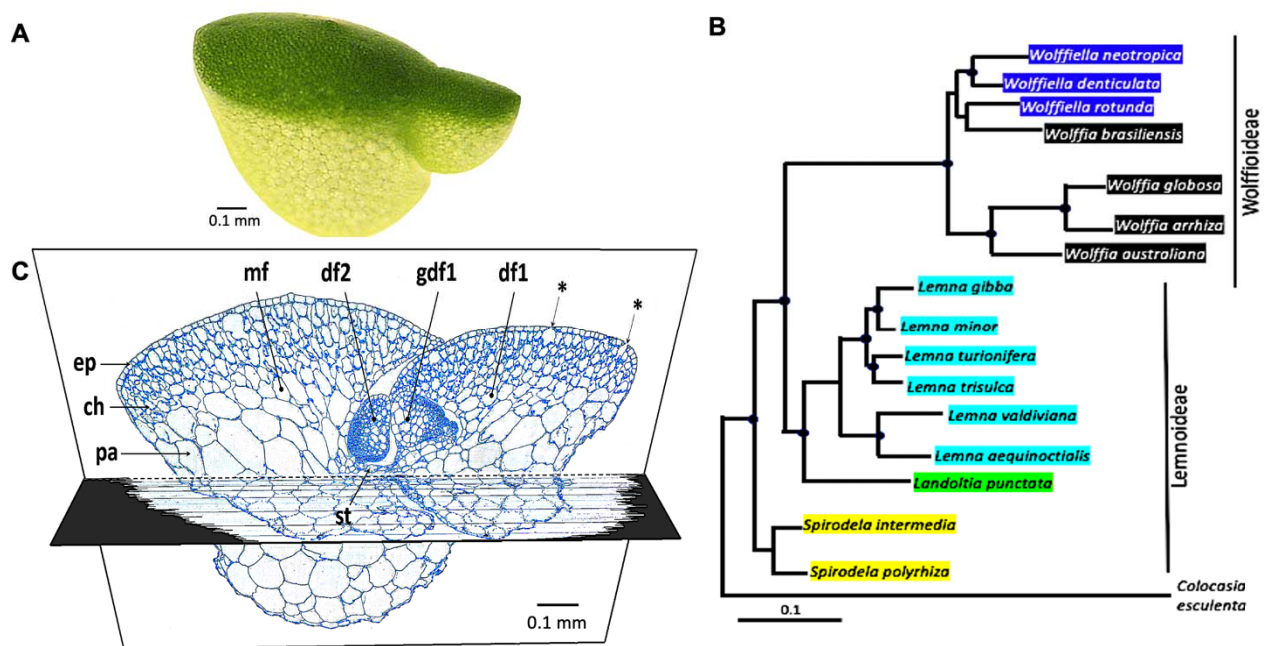 A
0.1 mm
B
Wolffiella neotropica
Wolffiella denticulata
Wolffiella rotunda
Wolffia brasiliensis
Wolffia globosa
Wolffia arrhiza
Wolffia australiana
Wolffioideae
Lemna gibba
Lemna minor
Lemna turionifera
Lemna trisulca
Lemna valdiviana
Lemna aequinoctialis
Landoltia punctata
Spirodela intermedia
Spirodela polyrhiza
Lemnoideae
Colocasia
esculenta
0.1
C
mf
df2
gdf1
df1
*
*
ep
ch
pa
st
0.1 mm